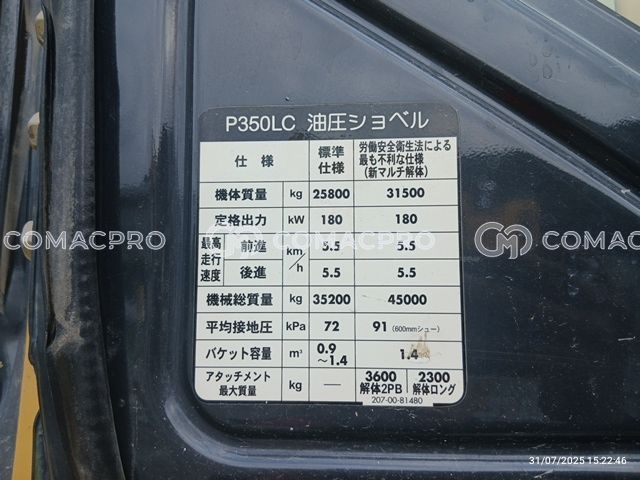 P350LC 油圧ショベル
仕様 標準仕様 労働安全衛生法による最も不利な仕様(新マルチ解体)
機体質量 kg 25800 31500
定格出力 kW 180 180
最高走行速度 前進 km/h 5.5 5.5
後進 5.5 5.5
機械総質量 kg 35200 45000
平均接地圧 kPa 72 91 (600mmシュー)
バケット容量 m³ 0.9~1.4 1.4
アタッチメント最大質量 kg — 3600 解体2PB 2300 解体ロング
207-00-81480
COMACPRO COMACPRO COMAC
31/07/2025 15:22:46